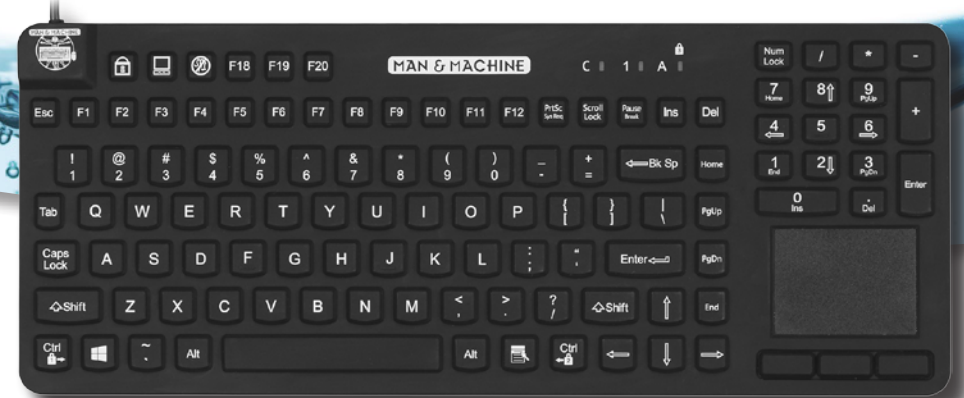 MAN & MACHINE
F18 F19 F20 MAN & MACHINE C 1 A
Esc F1 F2 F3 F4 F5 F6 F7 F8 F9 F10 F11 F12 PrtSc Scroll Lock Pause Break Ins Del
! 1 @ 2 # 3 $ 4 % 5 ^ 6 & 7 * 8 ( 9 ) 0 _ - + = Bk Sp Home
Tab Q W E R T Y U I O P { [ } ] | \ PgUp
Caps Lock A S D F G H J K L : ; " ' Enter PgDn
Shift Z X C V B N M < , > . ? / Shift End
Ctrl ~ ` Alt Alt Ctrl
Num Lock / * -
7 Home 8 9 PgUp +
4 5 6
1 End 2 3 PgDn Enter
0 Ins . Del